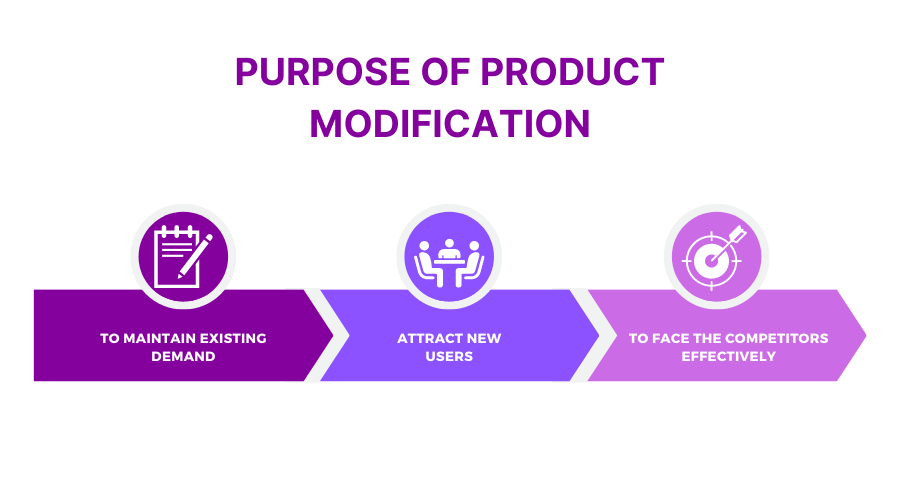 PURPOSE OF PRODUCT
MODIFICATION
TO MAINTAIN EXISTING
DEMAND
ATTRACT NEW
USERS
TO FACE THE COMPETITORS
EFFECTIVELY